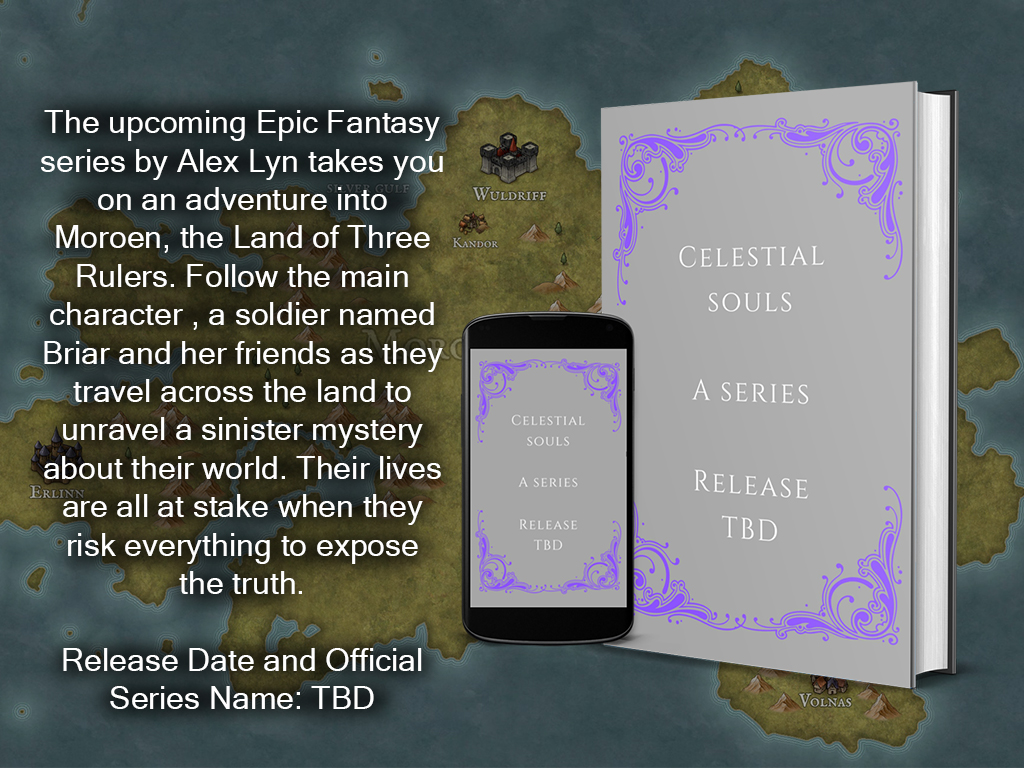 The upcoming Epic Fantasy
series by Alex Lyn takes you
on an adventure into
Moroen, the Land of Three
Rulers. Follow the main
character , a soldier named
Briar and her friends as they
travel across the land to
unravel a sinister mystery
about their world. Their lives
are all at stake when they
risk everything to expose
the truth.
Release Date and Official
Series Name: TBD
SILVER GULF
WULDRIFF
KANDOR
ERLINN
VOLNAS
CELESTIAL
SOULS
A SERIES
RELEASE
TBD
CELESTIAL
SOULS
A SERIES
RELEASE
TBD